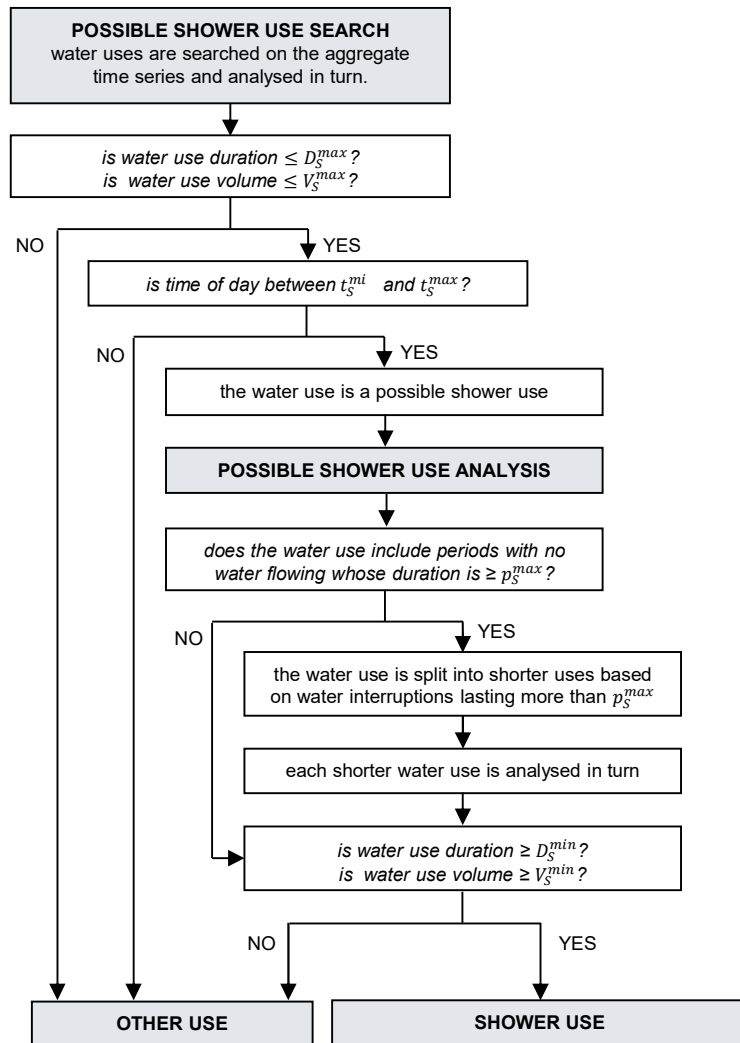 POSSIBLE SHOWER USE SEARCH
water uses are searched on the aggregate
time series and analysed in turn.
is water use duration ≤ D_S^max?
is water use volume ≤ V_S^max?
NO
YES
is time of day between t_S^mi and t_S^max?
NO
YES
the water use is a possible shower use
POSSIBLE SHOWER USE ANALYSIS
does the water use include periods with no
water flowing whose duration is ≥ p_S^max?
NO
YES
the water use is split into shorter uses based
on water interruptions lasting more than p_S^max
each shorter water use is analysed in turn
is water use duration ≥ D_S^min?
is water use volume ≥ V_S^min?
NO
YES
OTHER USE
SHOWER USE